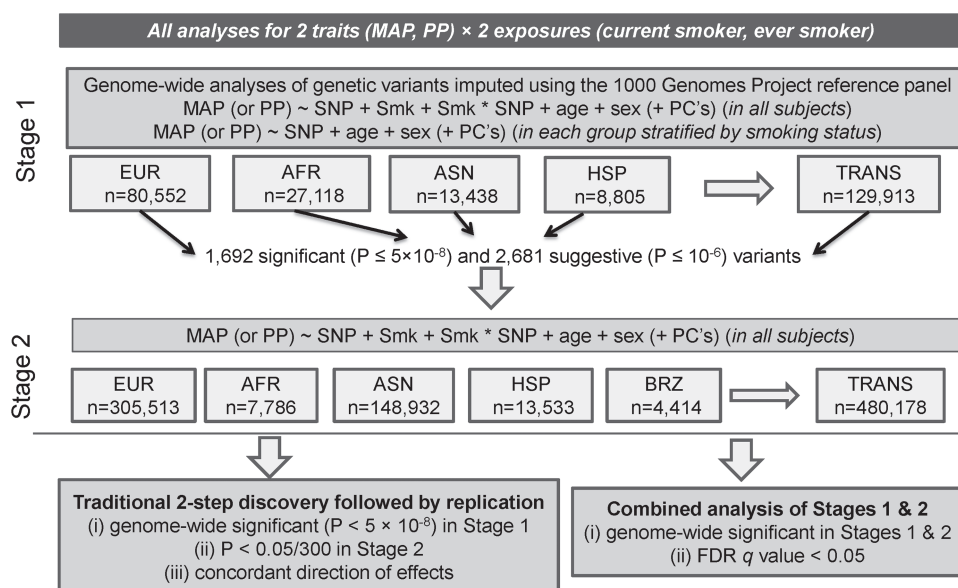 All analyses for 2 traits (MAP, PP) × 2 exposures (current smoker, ever smoker)
Stage 1
Genome-wide analyses of genetic variants imputed using the 1000 Genomes Project reference panel
MAP (or PP) ~ SNP + Smk + Smk * SNP + age + sex (+ PC's) (in all subjects)
MAP (or PP) ~ SNP + age + sex (+ PC's) (in each group stratified by smoking status)
EUR
n=80,552
AFR
n=27,118
ASN
n=13,438
HSP
n=8,805
TRANS
n=129,913
1,692 significant (P ≤ 5×10⁻⁸) and 2,681 suggestive (P ≤ 10⁻⁶) variants
Stage 2
MAP (or PP) ~ SNP + Smk + Smk * SNP + age + sex (+ PC's) (in all subjects)
EUR
n=305,513
AFR
n=7,786
ASN
n=148,932
HSP
n=13,533
BRZ
n=4,414
TRANS
n=480,178
Traditional 2-step discovery followed by replication
(i) genome-wide significant (P < 5 × 10⁻⁸) in Stage 1
(ii) P < 0.05/300 in Stage 2
(iii) concordant direction of effects
Combined analysis of Stages 1 & 2
(i) genome-wide significant in Stages 1 & 2
(ii) FDR q value < 0.05